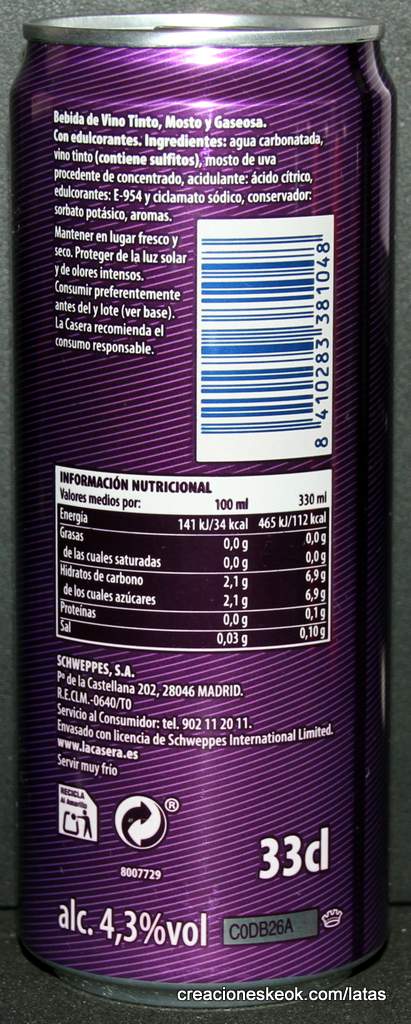 Bebida de Vino Tinto, Mosto y Gaseosa.
Con edulcorantes. Ingredientes: agua carbonatada,
vino tinto (contiene sulfitos), mosto de uva
procedente de concentrado, acidulante: ácido cítrico,
edulcorantes: E-954 y ciclamato sódico, conservador:
sorbato potásico, aromas.
Mantener en lugar fresco y
seco. Proteger de la luz solar
y de olores intensos.
Consumir preferentemente
antes del y lote (ver base).
La Casera recomienda el
consumo responsable.
8 410283 381048
INFORMACIÓN NUTRICIONAL
Valores medios por: 100 ml 330 ml
Energía 141 kJ/34 kcal 465 kJ/112 kcal
Grasas 0,0 g 0,0 g
de las cuales saturadas 0,0 g 0,0 g
Hidratos de carbono 2,1 g 6,9 g
de los cuales azúcares 2,1 g 6,9 g
Proteínas 0,0 g 0,1 g
Sal 0,03 g 0,10 g
SCHWEPPES, S.A.
Pº de la Castellana 202, 28046 MADRID.
R.E.CLM.-0640/TO
Servicio al Consumidor: tel. 902 11 20 11.
Envasado con licencia de Schweppes International Limited.
www.lacasera.es
Servir muy frío
RECICLA
Al Amarillo
®
8007729
33cl
alc. 4,3%vol
C0DB26A
creacioneskeok.com/latas